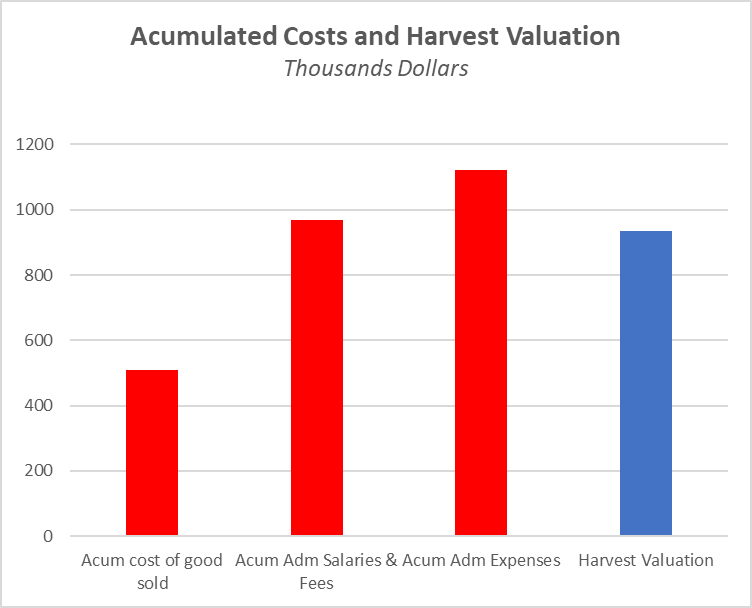 Acumulated Costs and Harvest Valuation
Thousands Dollars
1200
1000
800
600
400
200
0
Acum cost of good
sold
Acum Adm Salaries &
Fees
Acum Adm Expenses
Harvest Valuation